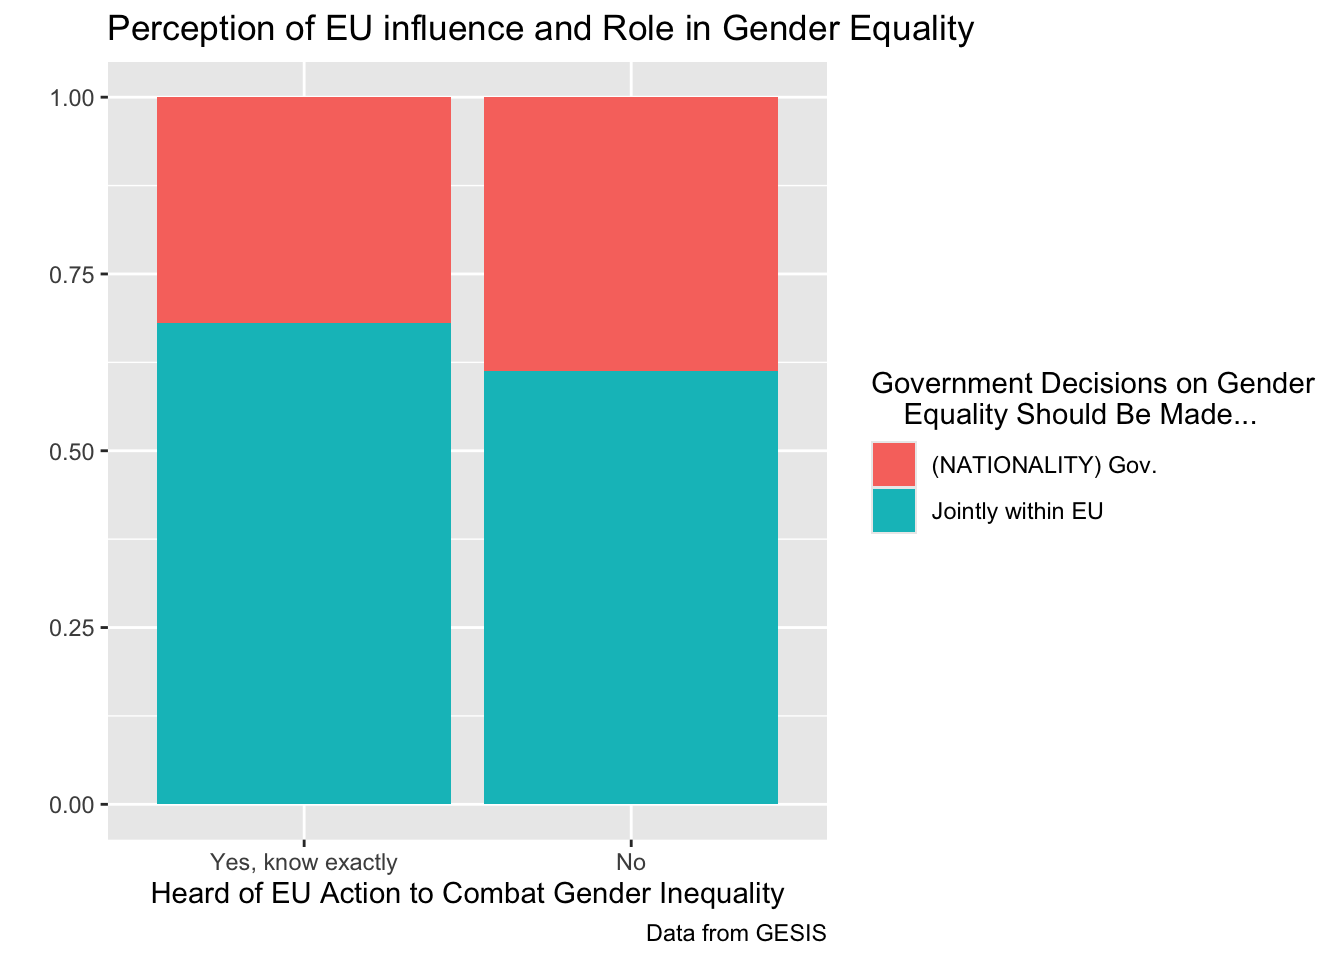 Perception of EU influence and Role in Gender Equality
1.00
0.75
0.50
0.25
0.00
Yes, know exactly
No
Heard of EU Action to Combat Gender Inequality
Data from GESIS
Government Decisions on Gender
Equality Should Be Made...
(NATIONALITY) Gov.
Jointly within EU